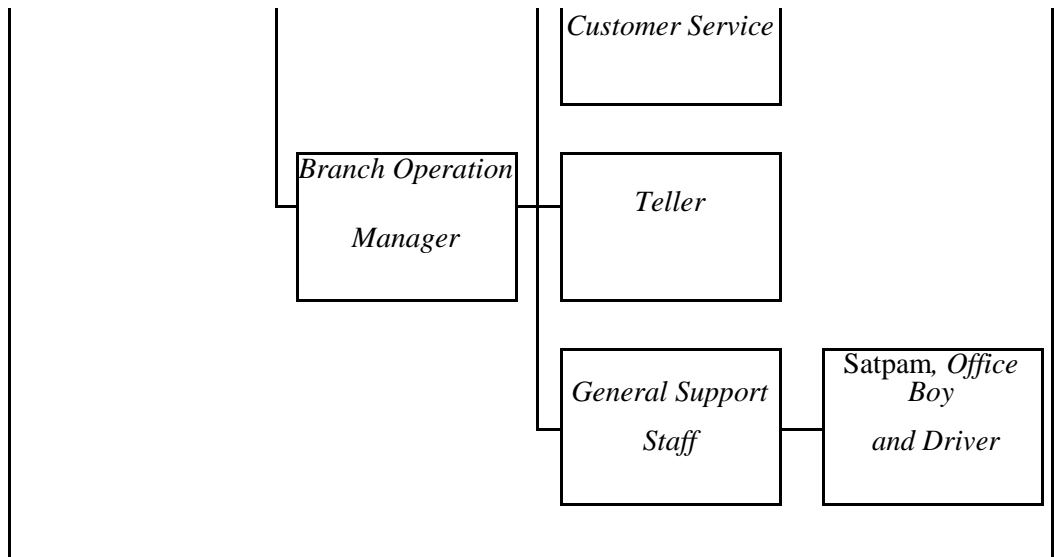 Customer Service
Branch Operation
Manager
Teller
General Support
Staff
Satpam, Office
Boy
and Driver